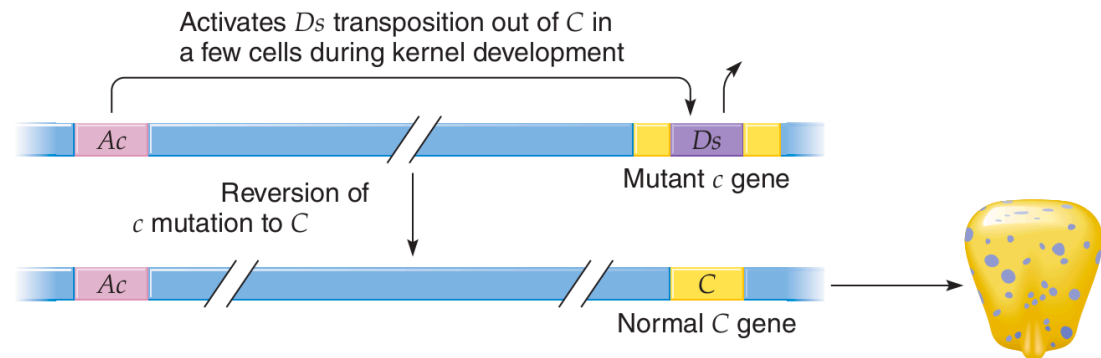 Activates Ds transposition out of C in
a few cells during kernel development
Ac
Ds
Mutant c gene
Reversion of
c mutation to C
Ac
C
Normal C gene